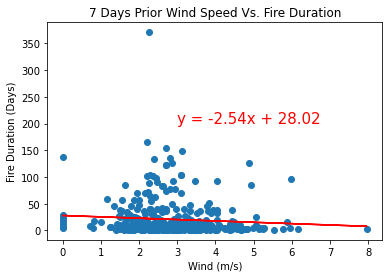 7 Days Prior Wind Speed Vs. Fire Duration
Fire Duration (Days)
350
300
250
200
150
100
50
0
y = -2.54x + 28.02
0 1 2 3 4 5 6 7 8
Wind (m/s)